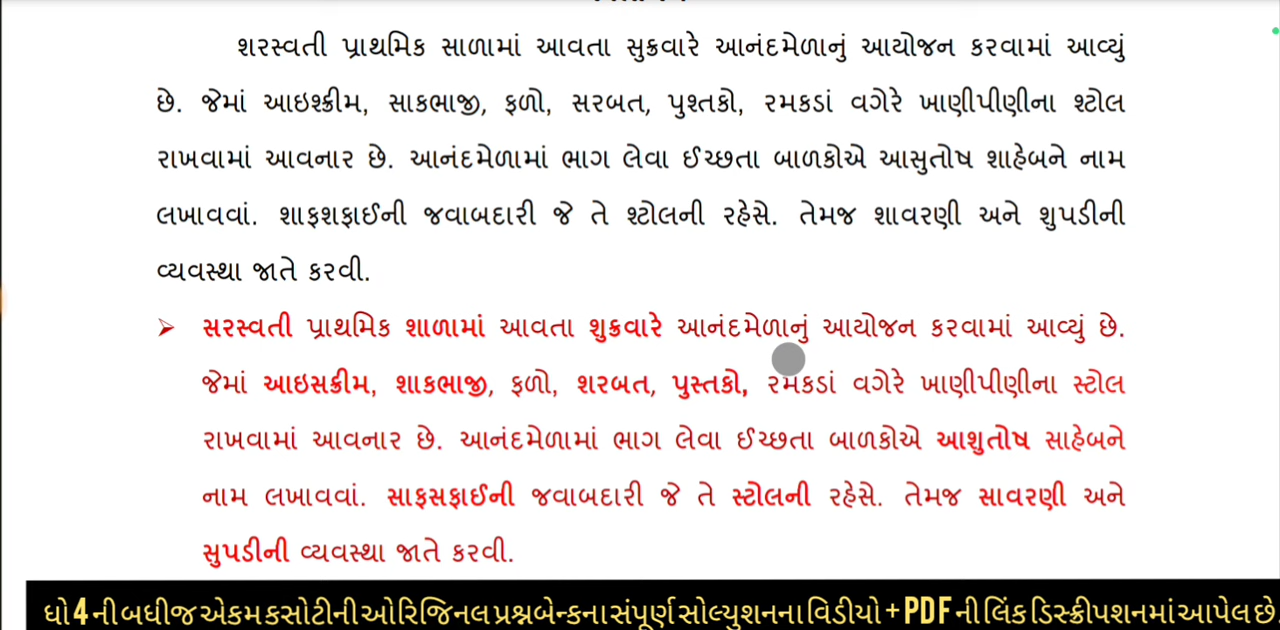 શરસ્વતી પ્રાથમિક સાળામાં આવતા સુક્રવારે આનંદમેળાનું આયોજન કરવામાં આવ્યું
છે. જેમાં આઇશ્ક્રીમ, સાકભાજી, ફળો, સરબત, પુશ્તકો, રમકડાં વગેરે ખાણીપીણીના શ્ટોલ
રાખવામાં આવનાર છે. આનંદમેળામાં ભાગ લેવા ઈચ્છતા બાળકોએ આસુતોષ શાહેબને નામ
લખાવવાં. શાફશફાઈની જવાબદારી જે તે શ્ટોલની રહેસે. તેમજ શાવરણી અને શુપડીની
વ્યવસ્થા જાતે કરવી.
➢ સરસ્વતી પ્રાથમિક શાળામાં આવતા શુક્રવારે આનંદમેળાનું આયોજન કરવામાં આવ્યું છે.
જેમાં આઇસક્રીમ, શાકભાજી, ફળો, શરબત, પુસ્તકો, રમકડાં વગેરે ખાણીપીણીના સ્ટોલ
રાખવામાં આવનાર છે. આનંદમેળામાં ભાગ લેવા ઈચ્છતા બાળકોએ આશુતોષ સાહેબને
નામ લખાવવાં. સાફસફાઈની જવાબદારી જે તે સ્ટોલની રહેસે. તેમજ સાવરણી અને
સુપડીની વ્યવસ્થા જાતે કરવી.
ધો 4 ની બધી જ એકમ કસોટીની ઓરિજિનલ પ્રશ્નબેન્કના સંપૂર્ણ સોલ્યુશનના વિડીયો + PDF ની લિંક ડિસ્ક્રીપશનમાં આપેલ છે.